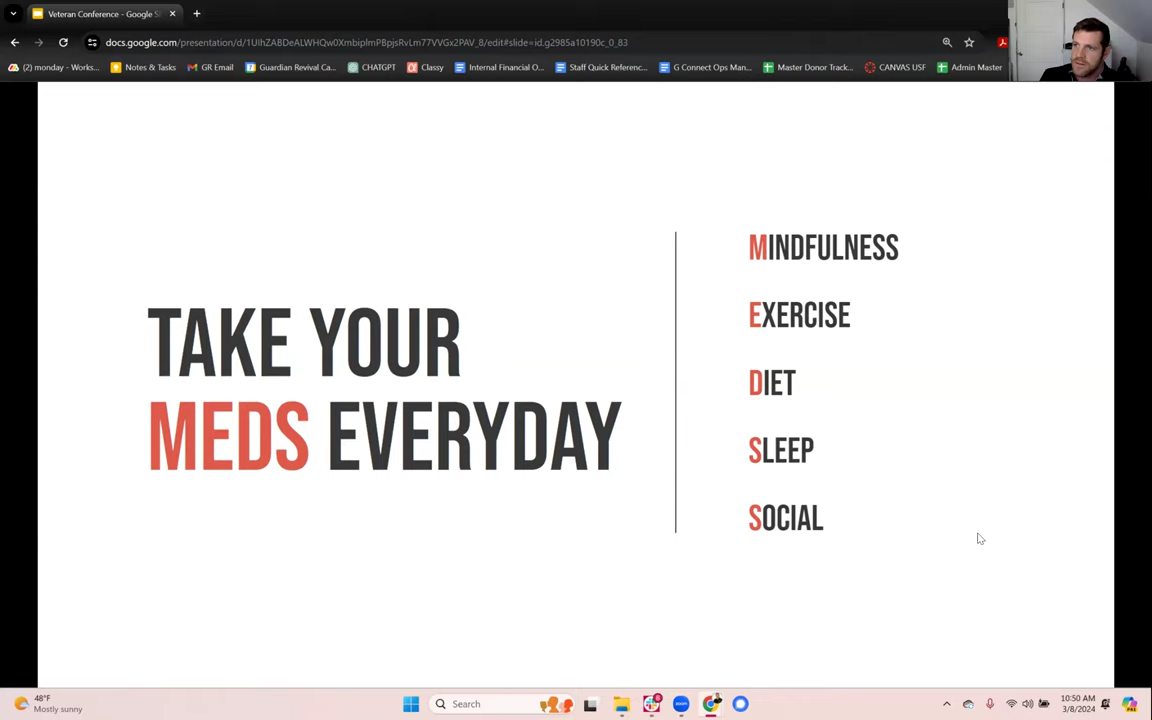 Veteran Conference - Google Sl
docs.google.com/presentation/d/1UIhZABDeALWHQw0XmbiplmPBpjsRvLm77VVGx2PAV_8/edit#slide=id.g2985a10190c_0_83
() monday - Works...
Notes & Tasks
GR Email
Guardian Revival Ca...
CHATGPT
Classy
Internal Financial O...
Staff Quick Referenc...
G Connect Ops Man...
Master Donor Track...
CANVAS USF
Admin Master
TAKE YOUR
MEDS EVERYDAY
MINDFULNESS
EXERCISE
DIET
SLEEP
SOCIAL
48°F
Mostly sunny
Search
10:50 AM
3/8/2024